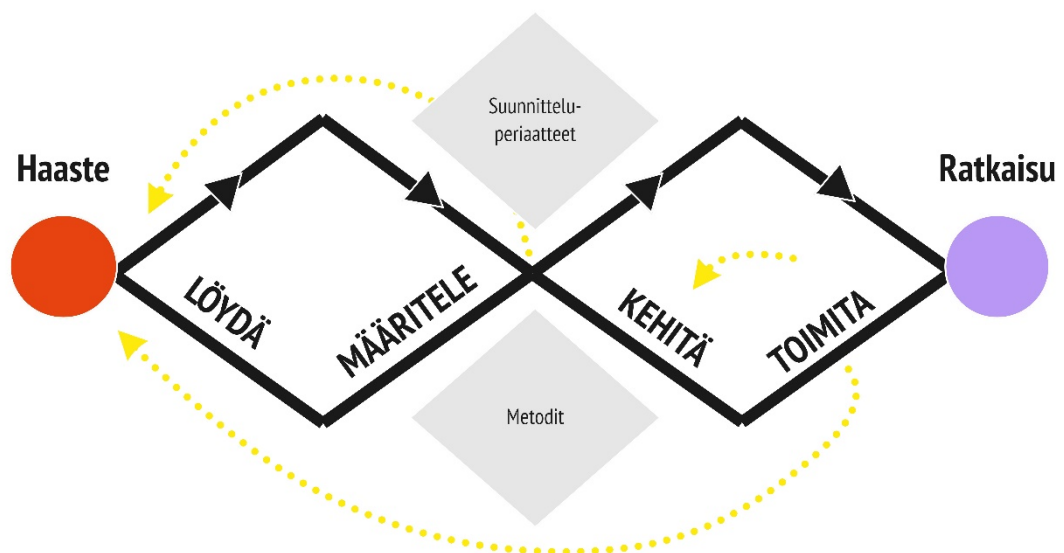 Suunnittelu-
periaatteet
Haaste
Ratkaisu
LÖYDÄ
MÄÄRITELE
KEHITÄ
TOIMITA
Metodit